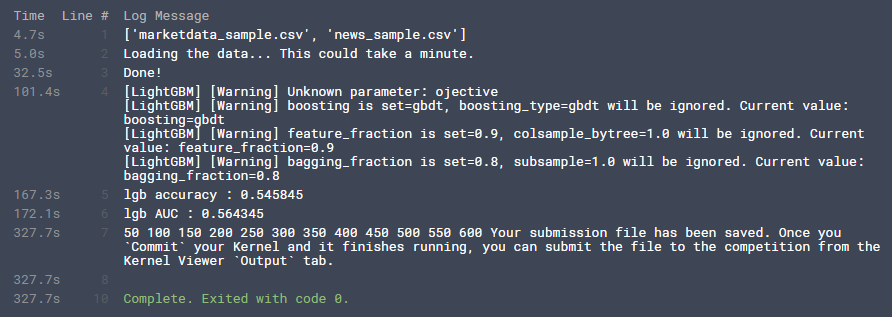 Time Line # Log Message
4.7s 1 ['marketdata_sample.csv', 'news_sample.csv']
5.0s 2 Loading the data... This could take a minute.
32.5s 3 Done!
101.4s 4 [LightGBM] [Warning] Unknown parameter: ojective
[LightGBM] [Warning] boosting is set=gbdt, boosting_type=gbdt will be ignored. Current value:
boosting=gbdt
[LightGBM] [Warning] feature_fraction is set=0.9, colsample_bytree=1.0 will be ignored. Current
value: feature_fraction=0.9
[LightGBM] [Warning] bagging_fraction is set=0.8, subsample=1.0 will be ignored. Current value:
bagging_fraction=0.8
167.3s 5 lgb accuracy : 0.545845
172.1s 6 lgb AUC : 0.564345
327.7s 7 50 100 150 200 250 300 350 400 450 500 550 600 Your submission file has been saved. Once you
`Commit` your Kernel and it finishes running, you can submit the file to the competition from the
Kernel Viewer `Output` tab.
327.7s 8
327.7s 10 Complete. Exited with code 0.